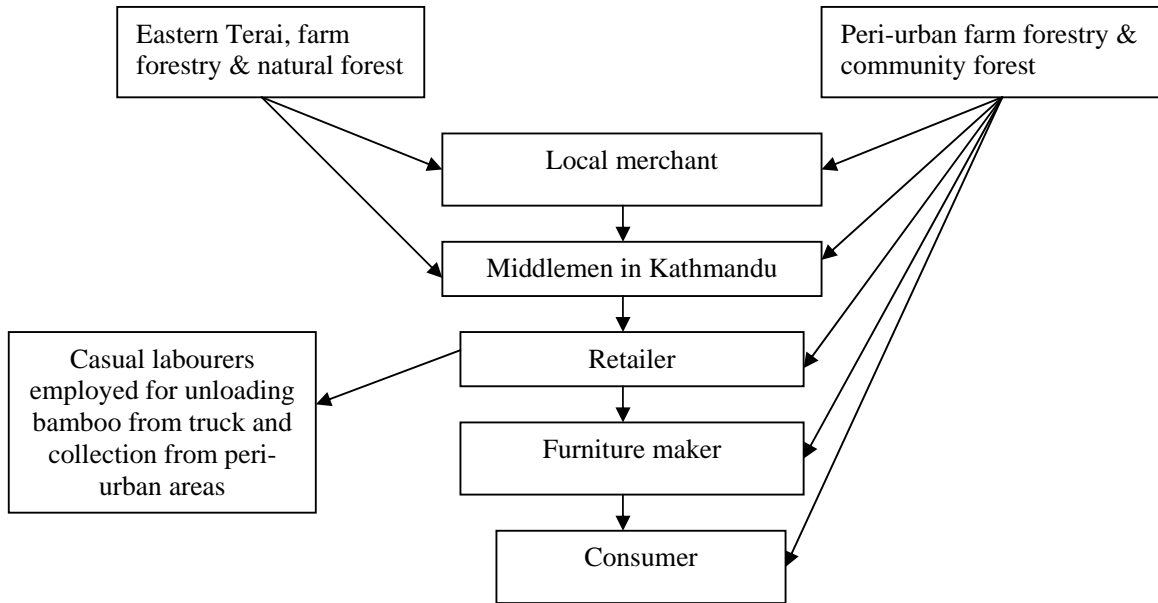 Eastern Terai, farm
forestry & natural forest
Peri-urban farm forestry &
community forest
Local merchant
Middlemen in Kathmandu
Retailer
Casual labourers
employed for unloading
bamboo from truck and
collection from peri-
urban areas
Furniture maker
Consumer